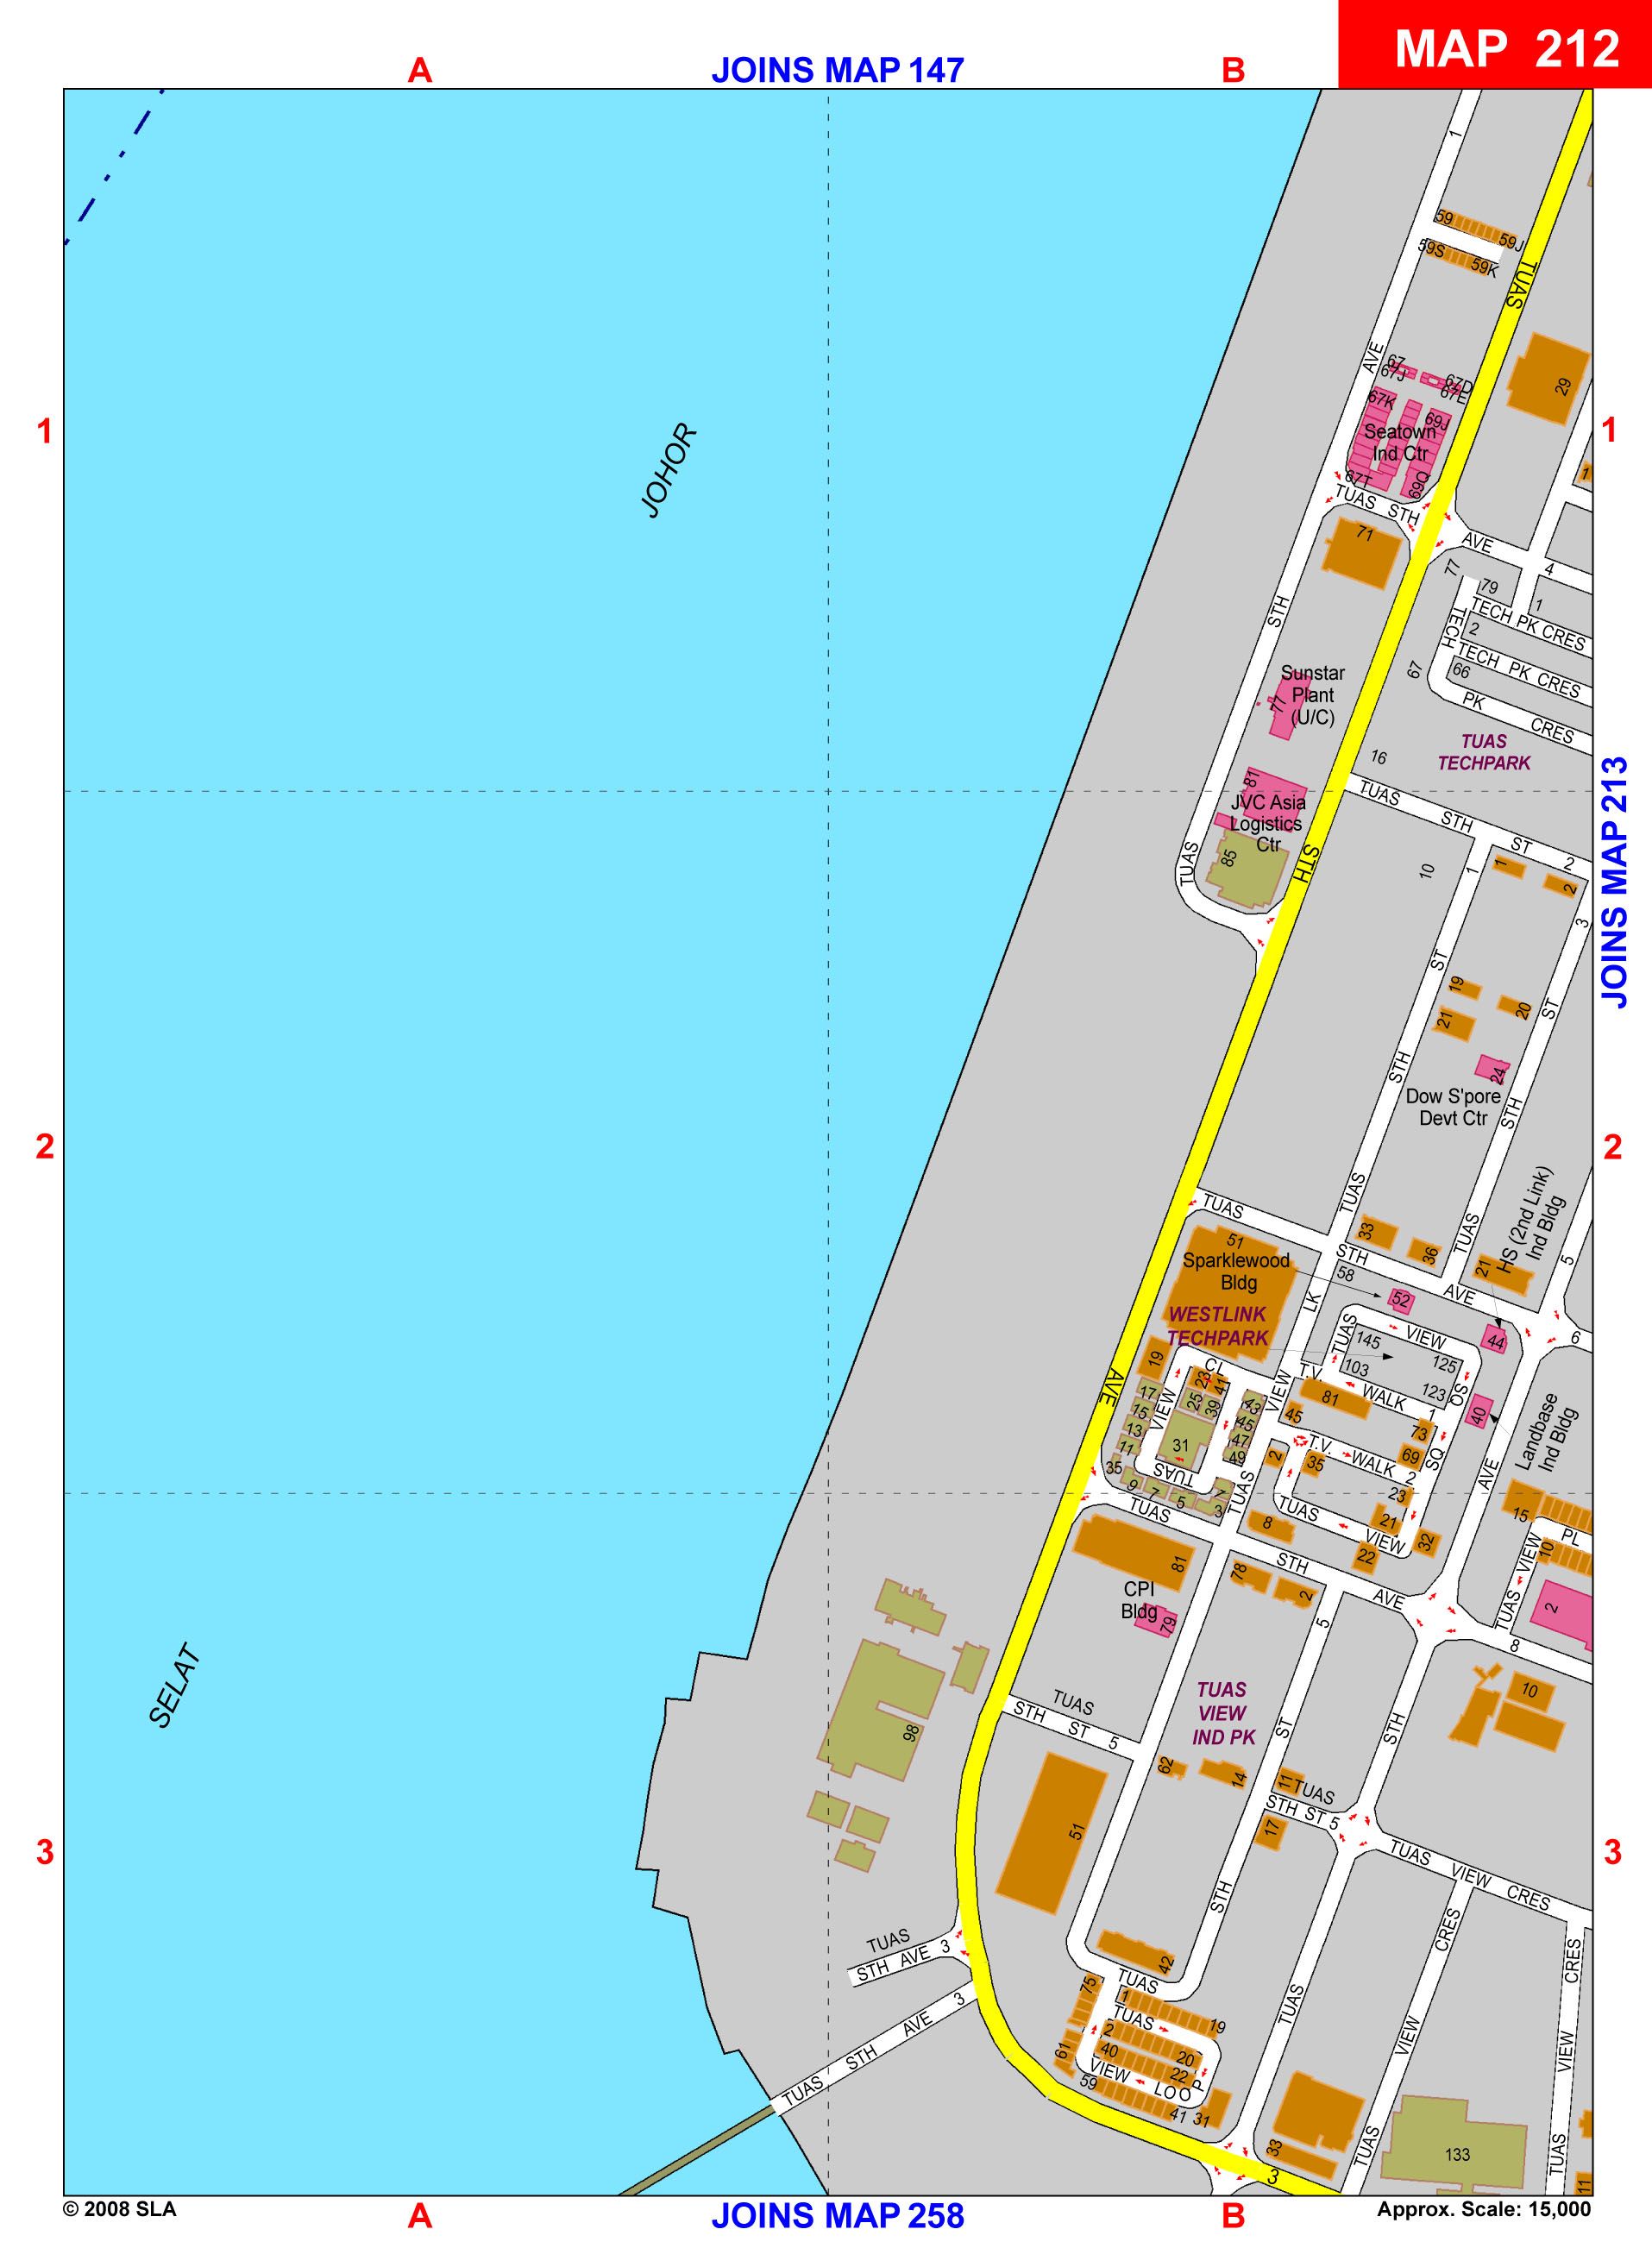 MAP 212
A
JOINS MAP 147
B
1
TUAS
59
59J
59S
59K
AVE
29
67
67J
67D
67E
67K
69J
1
Seatown
Ind Ctr
1
1
67T
69Q
TUAS STH
71
AVE
4
77
79
1
TECH PK CRES
STH
TECH
2
TECH PK CRES
67
66
PK
CRES
Sunstar
Plant
(U/C)
77
TUAS
TECHPARK
16
81
TUAS
STH
ST
2
JVC Asia
Logistics
Ctr
85
TUAS
STH
10
1
1
2
3
JOINS MAP 213
JOHOR
ST
19
20
21
ST
24
STH
Dow S'pore
Devt Ctr
STH
2
2
TUAS
TUAS
33
36
TUAS
HS (2nd Link)
Ind Bldg
51
Sparklewood
Bldg
STH
58
21
5
AVE
52
6
LK
WESTLINK
TECHPARK
TUAS
145
VIEW
44
103
125
123
19
CL
T.V.
WALK
1
SQ
AVE
23
41
17
25
39
VIEW
VIEW
81
40
Landbase
Ind Bldg
15
43
45
45
73
13
31
47
T.V.
WALK
2
SQ
11
49
2
35
69
35
TUAS
AVE
9
7
5
3
TUAS
23
15
TUAS
TUAS
21
8
VIEW
32
22
PL
10
VIEW
81
STH
CPI
Bldg
78
2
AVE
79
5
TUAS
2
8
SELAT
98
TUAS
STH ST 5
TUAS
VIEW
IND PK
10
STH
ST
62
14
11
TUAS
STH ST 5
17
51
3
3
TUAS VIEW CRES
STH
CRES
CRES
TUAS
STH AVE 3
42
TUAS
75
1
TUAS
19
2
TUAS
TUAS STH AVE 3
61
40
20
22
VIEW LOOP
VIEW
VIEW
59
41
31
33
TUAS
133
TUAS
3
11
© 2008 SLA
A
JOINS MAP 258
B
Approx. Scale: 15,000